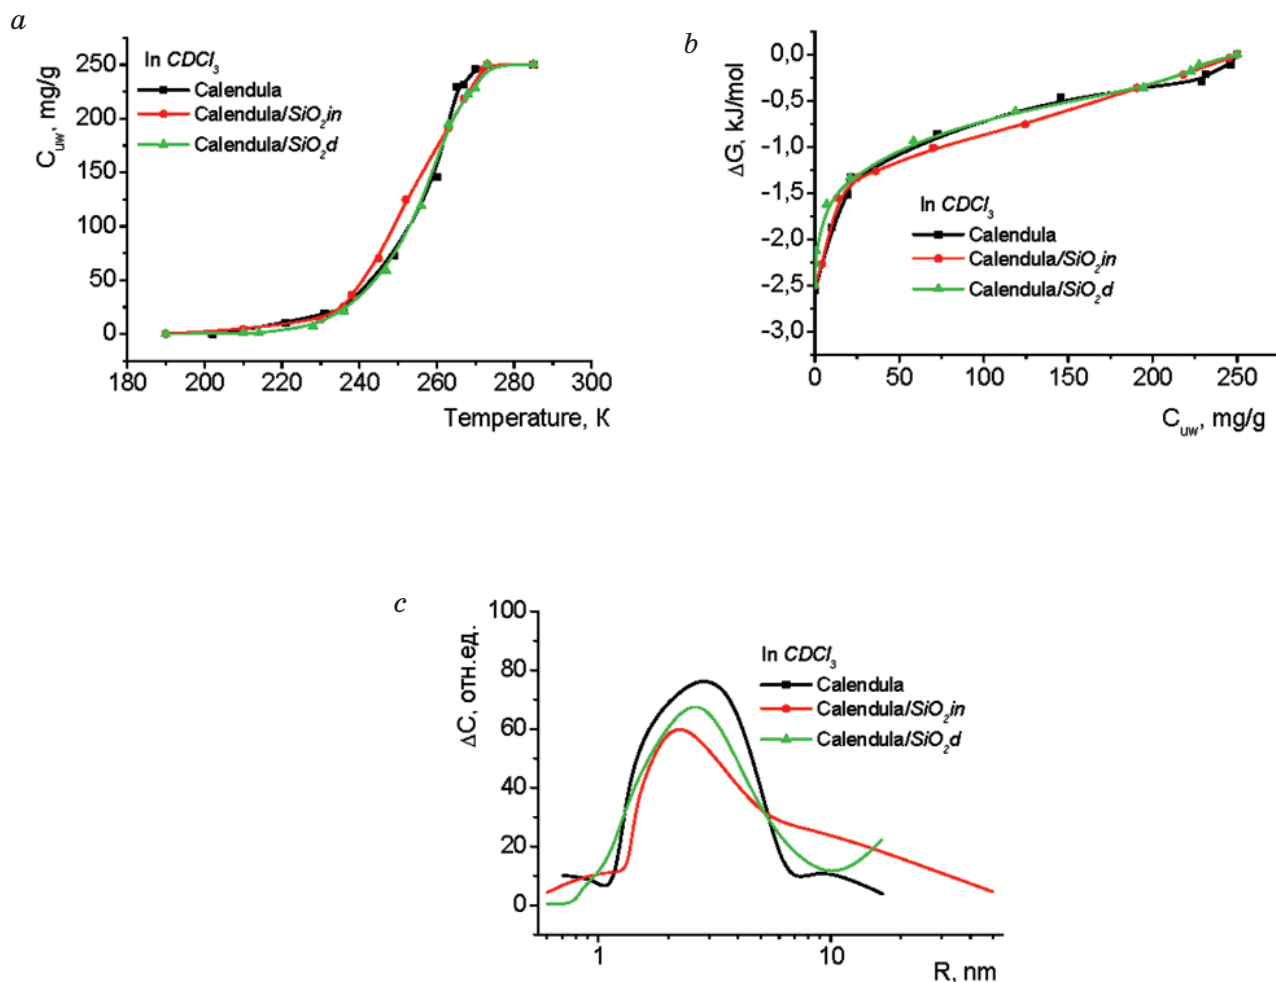 a
In CDCl3
Calendula
Calendula/SiO2in
Calendula/SiO2d
Cuw, mg/g
250
200
150
100
50
0
180 200 220 240 260 280 300
Temperature, K
b
ΔG, kJ/mol
0,0
-0,5
-1,0
-1,5
-2,0
-2,5
-3,0
In CDCl3
Calendula
Calendula/SiO2in
Calendula/SiO2d
0 50 100 150 200 250
Cuw, mg/g
c
ΔC, отн.ед.
100
80
60
40
20
0
In CDCl3
Calendula
Calendula/SiO2in
Calendula/SiO2d
1 10
R, nm